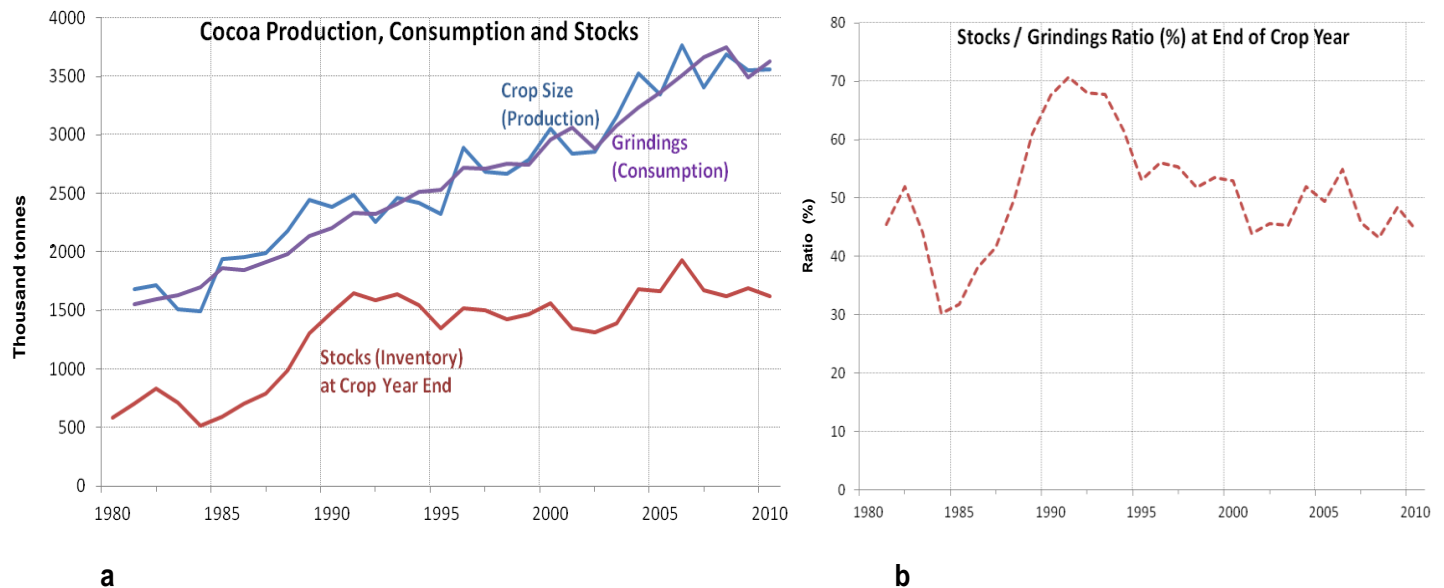 Cocoa Production, Consumption and Stocks
Thousand tonnes
4000
3500
3000
2500
2000
1500
1000
500
0
Crop Size
(Production)
Grindings
(Consumption)
Stocks (Inventory)
at Crop Year End
1980 1985 1990 1995 2000 2005 2010
a
Stocks / Grindings Ratio (%) at End of Crop Year
Ratio (%)
80
70
60
50
40
30
20
10
0
1980 1985 1990 1995 2000 2005 2010
b